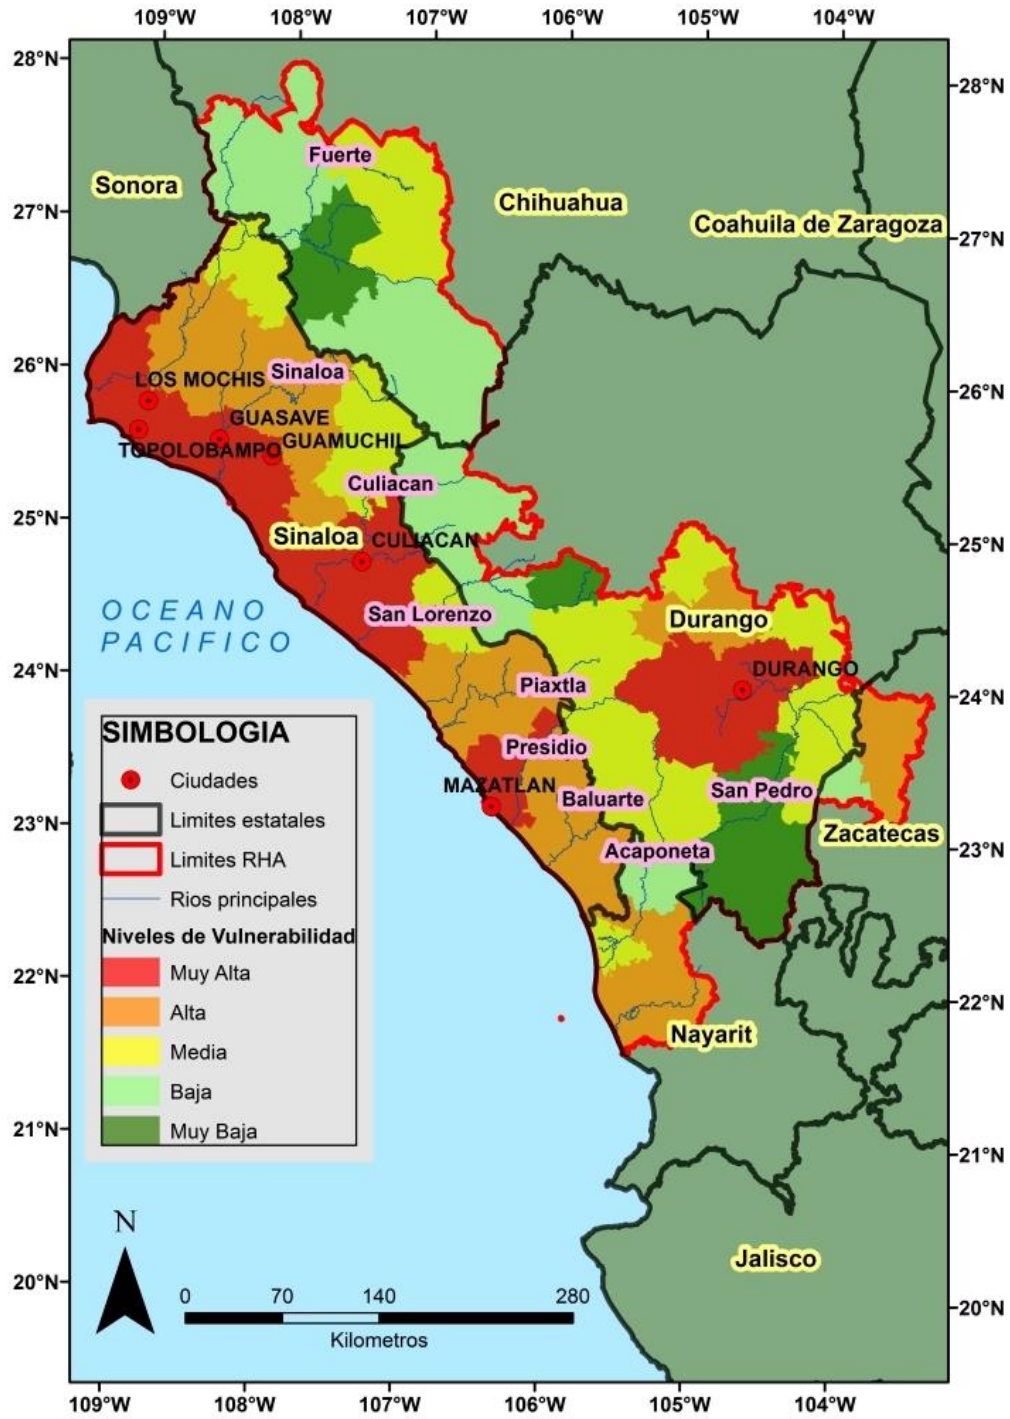 109°W 108°W 107°W 106°W 105°W 104°W
28°N
28°N
Fuerte
Sonora
Chihuahua
27°N
Coahuila de Zaragoza
27°N
26°N
Sinaloa
LOS MOCHIS
26°N
GUASAVE
TOPOLOBAMPO
GUAMUCHIL
Culiacan
25°N
Sinaloa
CULIACAN
25°N
OCEANO
PACIFICO
San Lorenzo
Durango
24°N
DURANGO
Piaxtla
24°N
SIMBOLOGIA
Presidio
Ciudades
MAZATLAN
San Pedro
Baluarte
Limites estatales
23°N
Zacatecas
Acaponeta
23°N
Limites RHA
Rios principales
Niveles de Vulnerabilidad
Muy Alta
22°N
22°N
Alta
Nayarit
Media
Baja
21°N
Muy Baja
21°N
N
Jalisco
20°N
0 70 140 280
20°N
Kilometros
109°W 108°W 107°W 106°W 105°W 104°W